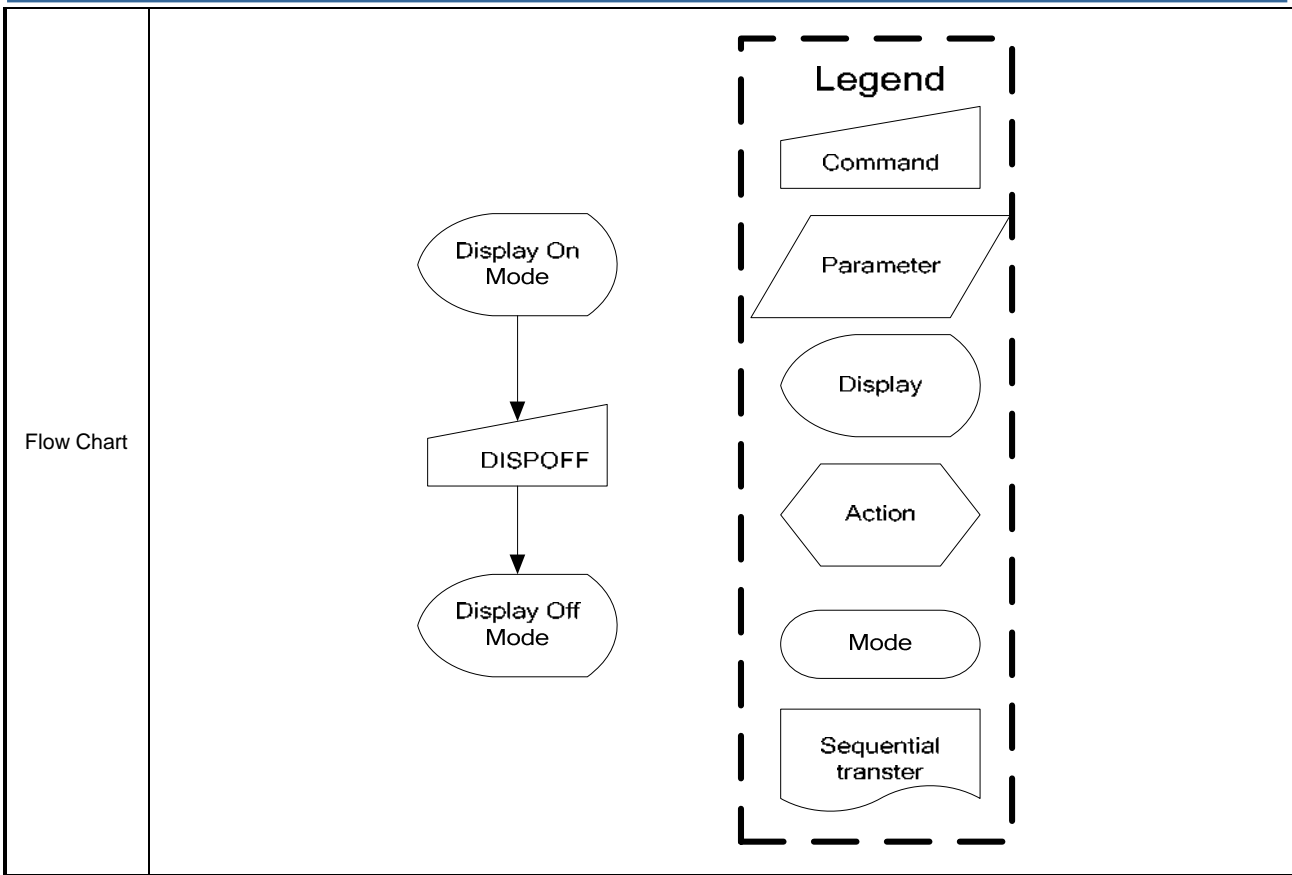 Flow Chart
Display On
Mode
DISPOFF
Display Off
Mode
Legend
Command
Parameter
Display
Action
Mode
Sequential
transter